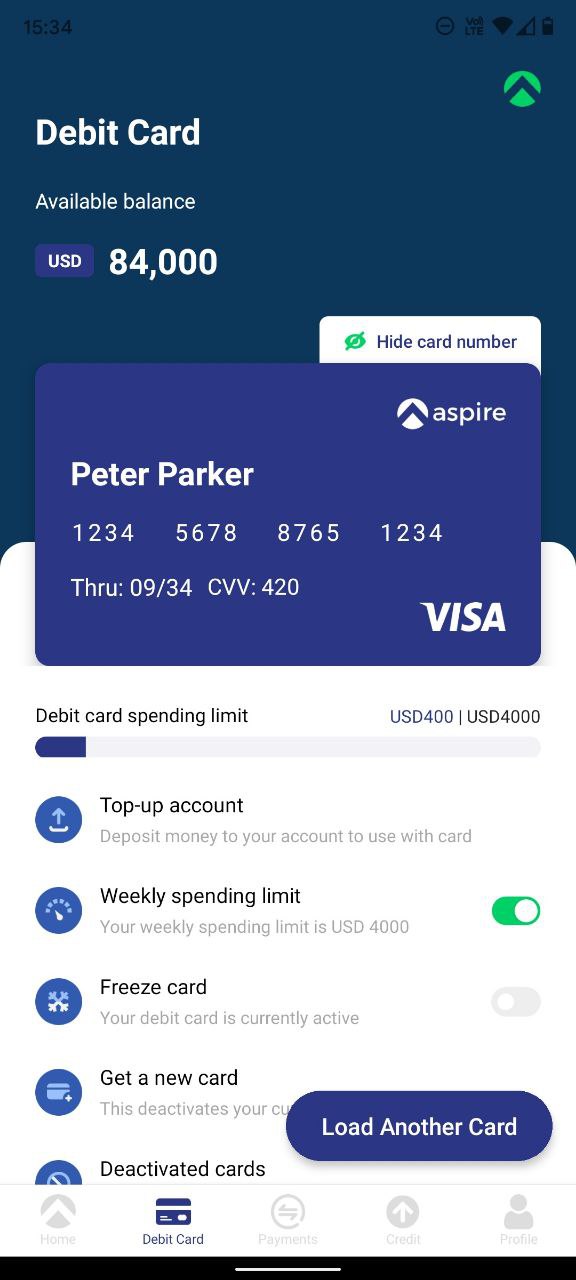 15:34
Vo)
LTE
Debit Card
Available balance
USD 84,000
Hide card number
aspire
Peter Parker
1234 5678 8765 1234
Thru: 09/34 CVV: 420
VISA
Debit card spending limit USD400 | USD4000
Top-up account
Deposit money to your account to use with card
Weekly spending limit
Your weekly spending limit is USD 4000
Freeze card
Your debit card is currently active
Get a new card
This deactivates your
Load Another Card
Deactivated cards
Home Debit Card Payments Credit Profile